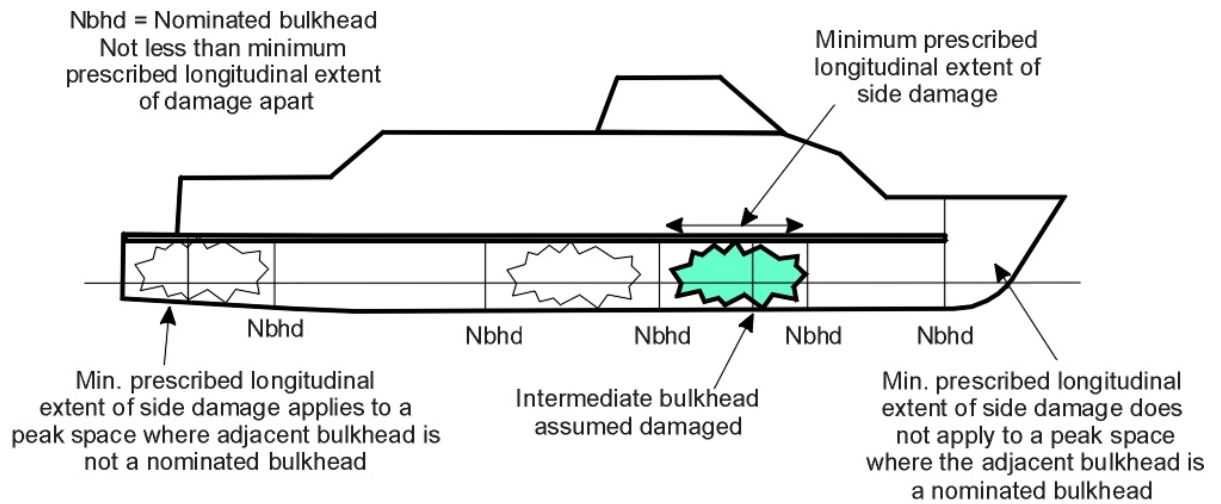 Nbhd = Nominated bulkhead
Not less than minimum
prescribed longitudinal extent
of damage apart
Minimum prescribed
longitudinal extent of
side damage
Nbhd
Nbhd
Nbhd
Nbhd
Nbhd
Min. prescribed longitudinal
extent of side damage applies to a
peak space where adjacent bulkhead is
not a nominated bulkhead
Intermediate bulkhead
assumed damaged
Min. prescribed longitudinal
extent of side damage does
not apply to a peak space
where the adjacent bulkhead is
a nominated bulkhead